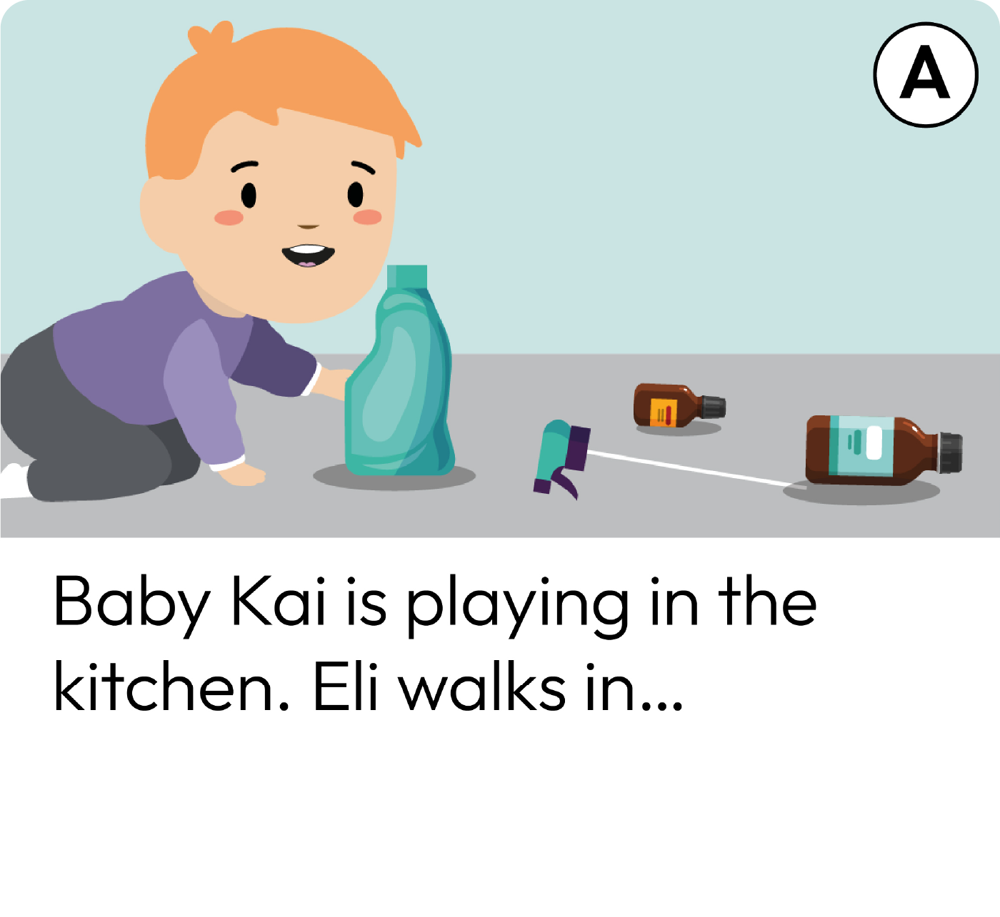 A
Baby Kai is playing in the
kitchen. Eli walks in...